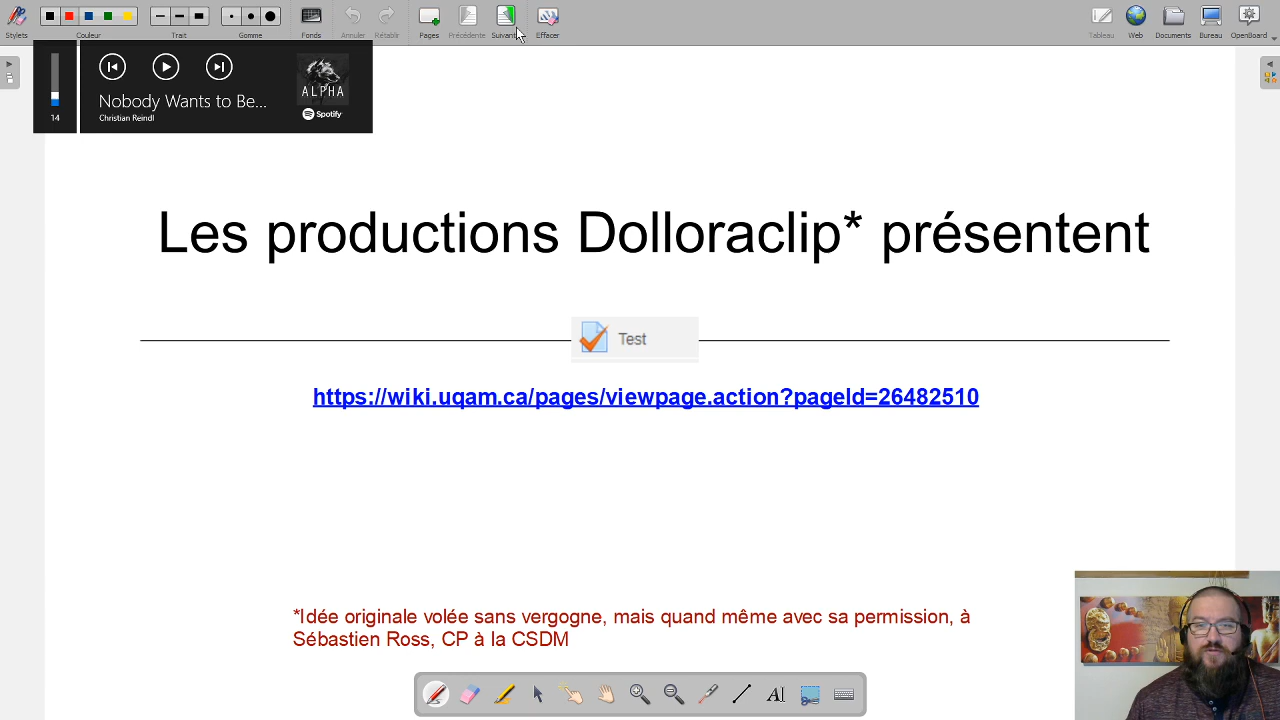 Stylets Couleur Trait Gomme Fonds Annuler Rétablir Pages Précédente Suivante Effacer Tableau Web Documents Bureau OpenBoard
Nobody Wants to Be...
Christian Reindl
14
ALPHA
Spotify
Les productions Dolloraclip* présentent
Test
https://wiki.uqam.ca/pages/viewpage.action?pageId=26482510
*Idée originale volée sans vergogne, mais quand même avec sa permission, à
Sébastien Ross, CP à la CSDM
AI